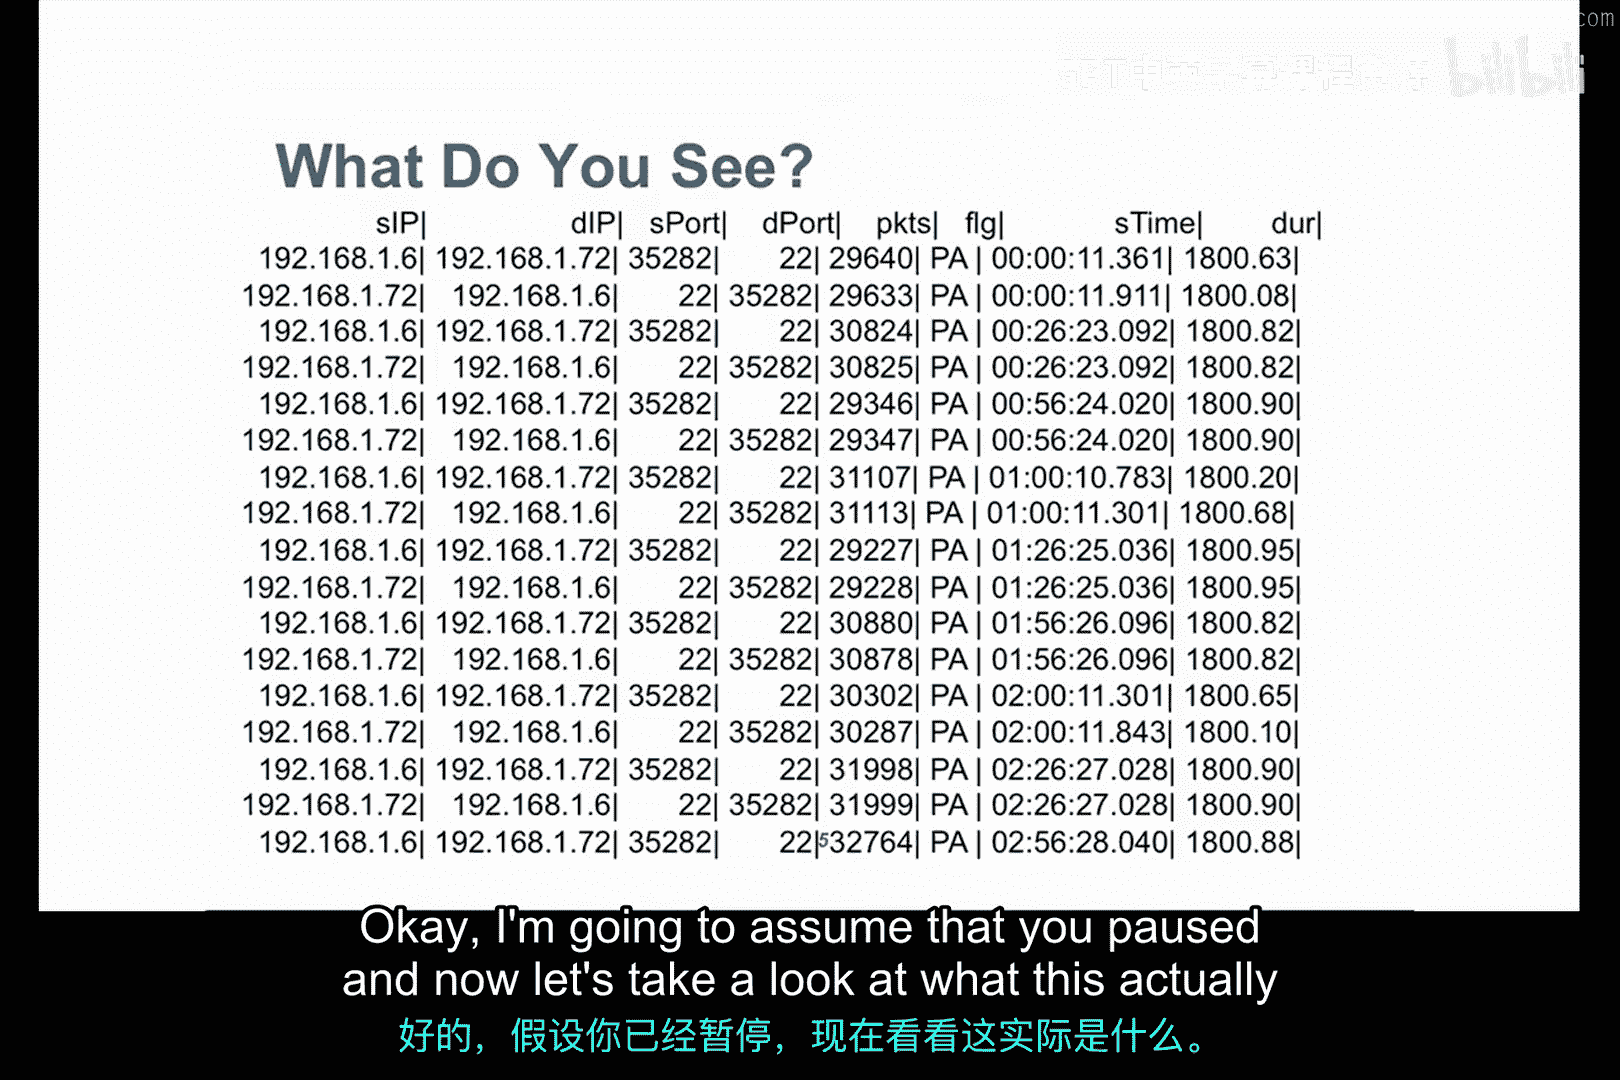 .com
bilibili
What Do You See?
sIP| dIP| sPort| dPort| pkts| flg| sTime| dur|
192.168.1.6| 192.168.1.72| 35282| 22| 29640| PA | 00:00:11.361| 1800.63|
192.168.1.72| 192.168.1.6| 22| 35282| 29633| PA | 00:00:11.911| 1800.08|
192.168.1.6| 192.168.1.72| 35282| 22| 30824| PA | 00:26:23.092| 1800.82|
192.168.1.72| 192.168.1.6| 22| 35282| 30825| PA | 00:26:23.092| 1800.82|
192.168.1.6| 192.168.1.72| 35282| 22| 29346| PA | 00:56:24.020| 1800.90|
192.168.1.72| 192.168.1.6| 22| 35282| 29347| PA | 00:56:24.020| 1800.90|
192.168.1.6| 192.168.1.72| 35282| 22| 31107| PA | 01:00:10.783| 1800.20|
192.168.1.72| 192.168.1.6| 22| 35282| 31113| PA | 01:00:11.301| 1800.68|
192.168.1.6| 192.168.1.72| 35282| 22| 29227| PA | 01:26:25.036| 1800.95|
192.168.1.72| 192.168.1.6| 22| 35282| 29228| PA | 01:26:25.036| 1800.95|
192.168.1.6| 192.168.1.72| 35282| 22| 30880| PA | 01:56:26.096| 1800.82|
192.168.1.72| 192.168.1.6| 22| 35282| 30878| PA | 01:56:26.096| 1800.82|
192.168.1.6| 192.168.1.72| 35282| 22| 30302| PA | 02:00:11.301| 1800.65|
192.168.1.72| 192.168.1.6| 22| 35282| 30287| PA | 02:00:11.843| 1800.10|
192.168.1.6| 192.168.1.72| 35282| 22| 31998| PA | 02:26:27.028| 1800.90|
192.168.1.72| 192.168.1.6| 22| 35282| 31999| PA | 02:26:27.028| 1800.90|
192.168.1.6| 192.168.1.72| 35282| 22| 32764| PA | 02:56:28.040| 1800.88|
5
Okay, I'm going to assume that you paused
and now let's take a look at what this actually
好的，假设你已经暂停，现在看看这实际是什么。